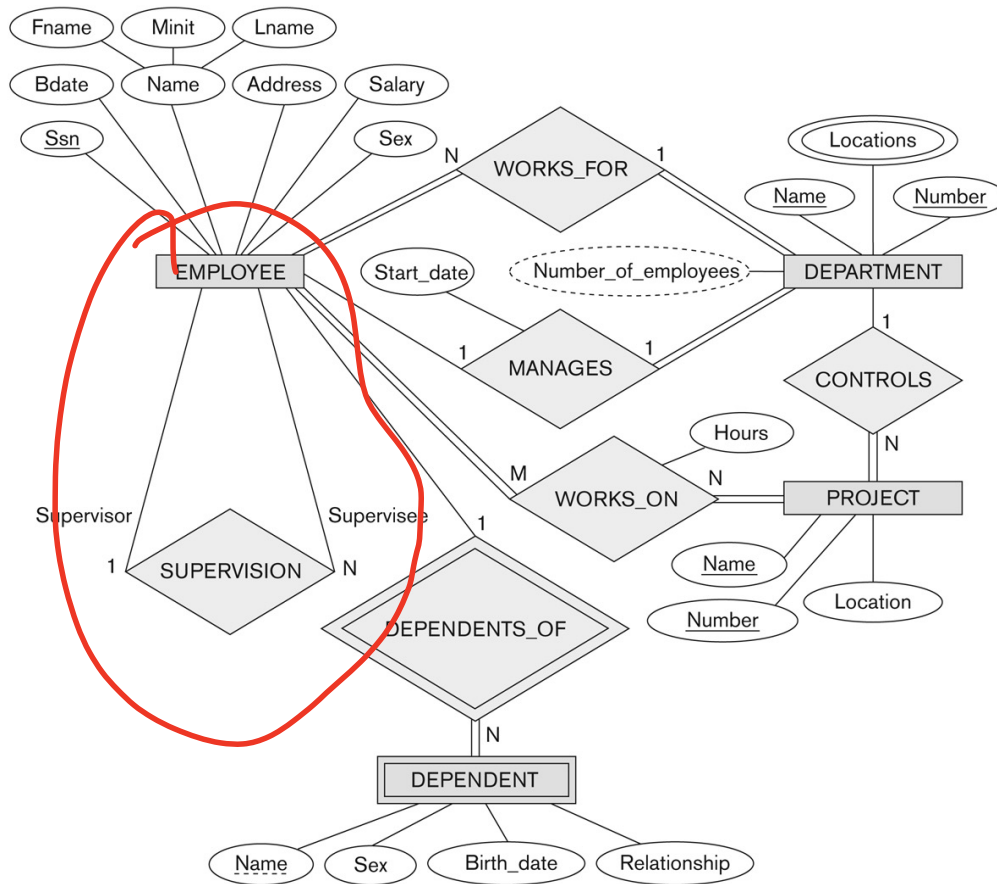 Fname Minit Lname
Bdate Name Address Salary
Ssn Sex
N WORKS_FOR 1
Locations
Name Number
EMPLOYEE
Start_date Number_of_employees DEPARTMENT
1 MANAGES 1
1
CONTROLS
N
Hours
M WORKS_ON N
PROJECT
Supervisor Supervisee
1 SUPERVISION N
1
Name
Number Location
DEPENDENTS_OF
N
DEPENDENT
Name Sex Birth_date Relationship